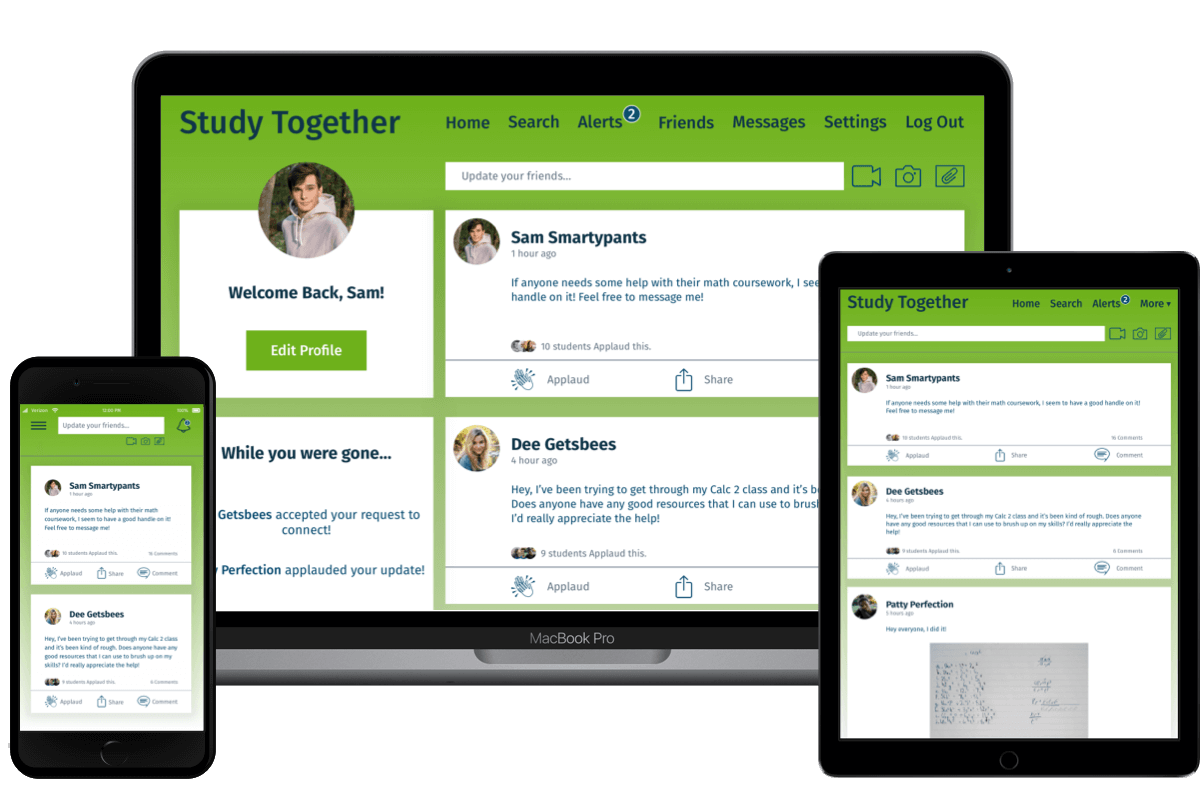 Study Together
Home Search Alerts 2 Friends Messages Settings Log Out
Update your friends...
Welcome Back, Sam!
Edit Profile
While you were gone...
Getsbees accepted your request to
connect!
Perfection applauded your update!
Sam Smartypants
1 hour ago
If anyone needs some help with their math coursework, I seem
handle on it! Feel free to message me!
10 students Applaud this.
Applaud Share
Dee Getsbees
4 hour ago
Hey, I've been trying to get through my Calc 2 class and it's b
Does anyone have any good resources that I can use to brush
I'd really appreciate the help!
9 students Applaud this.
Applaud Share
MacBook Pro
Verizon 12:00 PM 100%
Update your friends...
Sam Smartypants
1 hour ago
If anyone needs some help with their math
coursework, I seem to have a good handle on it!
Feel free to message me!
10 students Applaud this. 16 Comments
Applaud Share Comment
Dee Getsbees
4 hours ago
Hey, I've been trying to get through my Calc 2 class
and it's been kind of rough. Does anyone have any
good resources that I can use to brush up on my
skills? I'd really appreciate the help!
9 students Applaud this. 6 Comments
Applaud Share Comment
Study Together
Home Search Alerts 2 More ▾
Update your friends...
Sam Smartypants
1 hour ago
If anyone needs some help with their math coursework, I seem to have a good handle on it!
Feel free to message me!
10 students Applaud this. 16 Comments
Applaud Share Comment
Dee Getsbees
4 hours ago
Hey, I've been trying to get through my Calc 2 class and it's been kind of rough. Does anyone
have any good resources that I can use to brush up on my skills? I'd really appreciate the
help!
9 students Applaud this. 6 Comments
Applaud Share Comment
Patty Perfection
5 hours ago
Hey everyone, I did it!